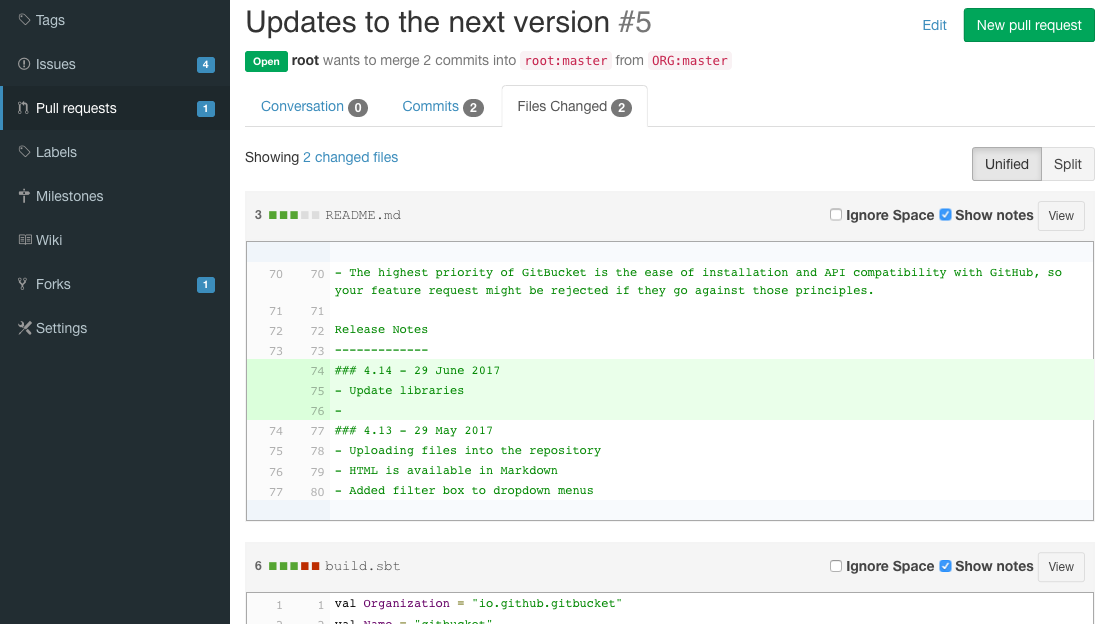 Tags
Issues 4
Pull requests 1
Labels
Milestones
Wiki
Forks 1
Settings
Updates to the next version #5
Edit New pull request
Open root wants to merge 2 commits into root:master from ORG:master
Conversation 0 Commits 2 Files Changed 2
Showing 2 changed files
Unified Split
3 README.md Ignore Space Show notes View
70 70 - The highest priority of GitBucket is the ease of installation and API compatibility with GitHub, so
your feature request might be rejected if they go against those principles.
71 71
72 72 Release Notes
73 73 -------------
74 ### 4.14 - 29 June 2017
75 - Update libraries
76 -
74 77 ### 4.13 - 29 May 2017
75 78 - Uploading files into the repository
76 79 - HTML is available in Markdown
77 80 - Added filter box to dropdown menus
6 build.sbt Ignore Space Show notes View
1 1 val Organization = "io.github.gitbucket"
2 2 val Name = "gitbucket"